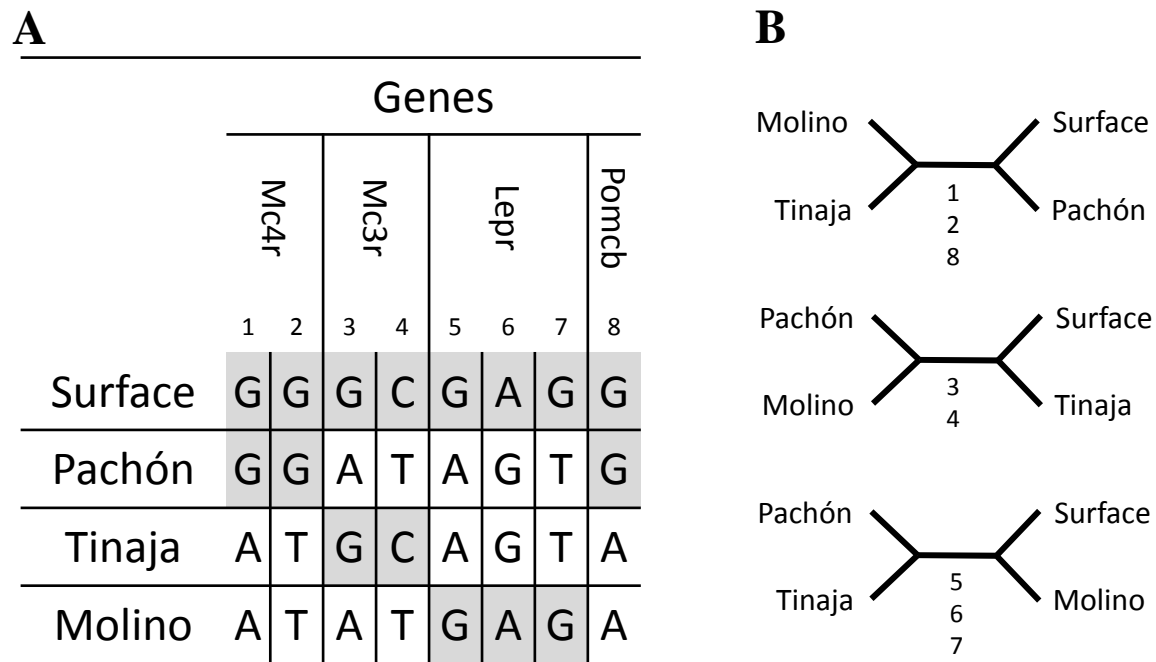 A
Genes
Mc4r Mc3r Lepr Pomcb
1 2 3 4 5 6 7 8
Surface G G G C G A G G
Pachón G G A T A G T G
Tinaja A T G C A G T A
Molino A T A T G A G A
B
Molino Surface
Tinaja Pachón
1
2
8
Pachón Surface
Molino Tinaja
3
4
Pachón Surface
Tinaja Molino
5
6
7